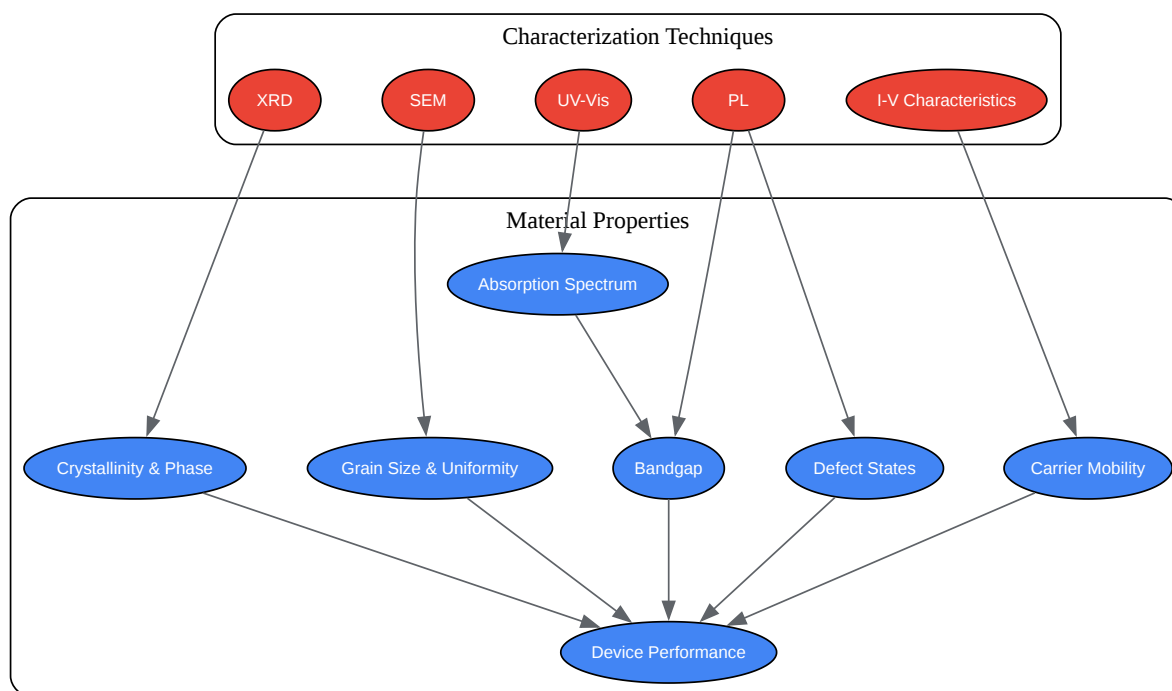 Characterization Techniques
XRD
SEM
UV-Vis
PL
I-V Characteristics
Material Properties
Absorption Spectrum
Crystallinity & Phase
Grain Size & Uniformity
Bandgap
Defect States
Carrier Mobility
Device Performance